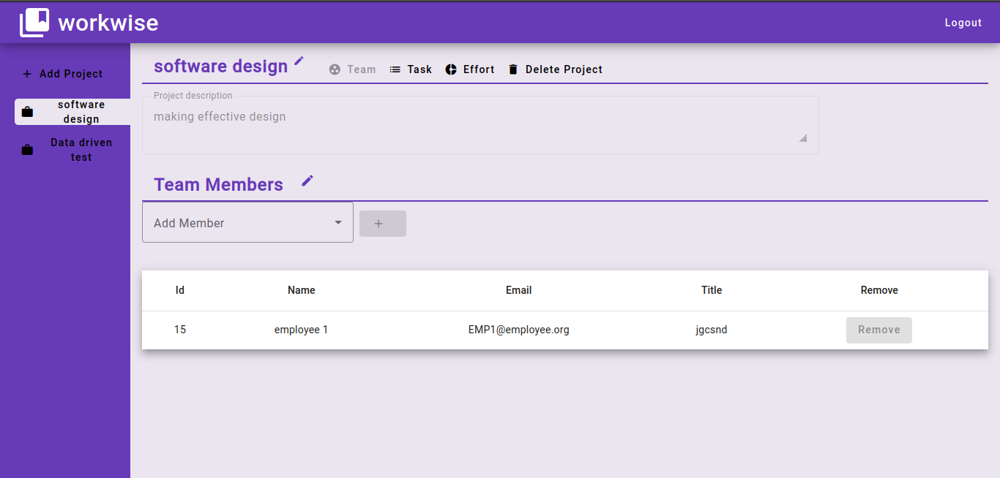 workwise
Logout
+ Add Project
software
design
Data driven
test
software design
Team
Task
Effort
Delete Project
Project description
making effective design
Team Members
Add Member
+
Id Name Email Title Remove
15 employee 1 EMP1@employee.org jgcsnd Remove